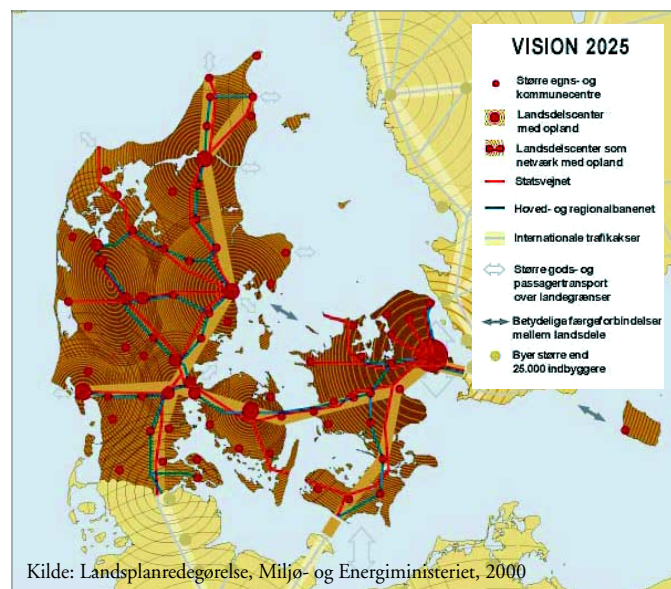 VISION 2025
Større egns- og
kommunecentre
Landsdelscenter
med opland
Landsdelscenter som
netværk med opland
Statsvejnet
Hoved- og regionalbanenet
Internationale trafikakser
Større gods- og
passagertransport
over landegrænser
Betydelige færgeforbindelser
mellem landsdele
Byer større end
25.000 indbyggere
Kilde: Landsplanredegørelse, Miljø- og Energiministeriet, 2000